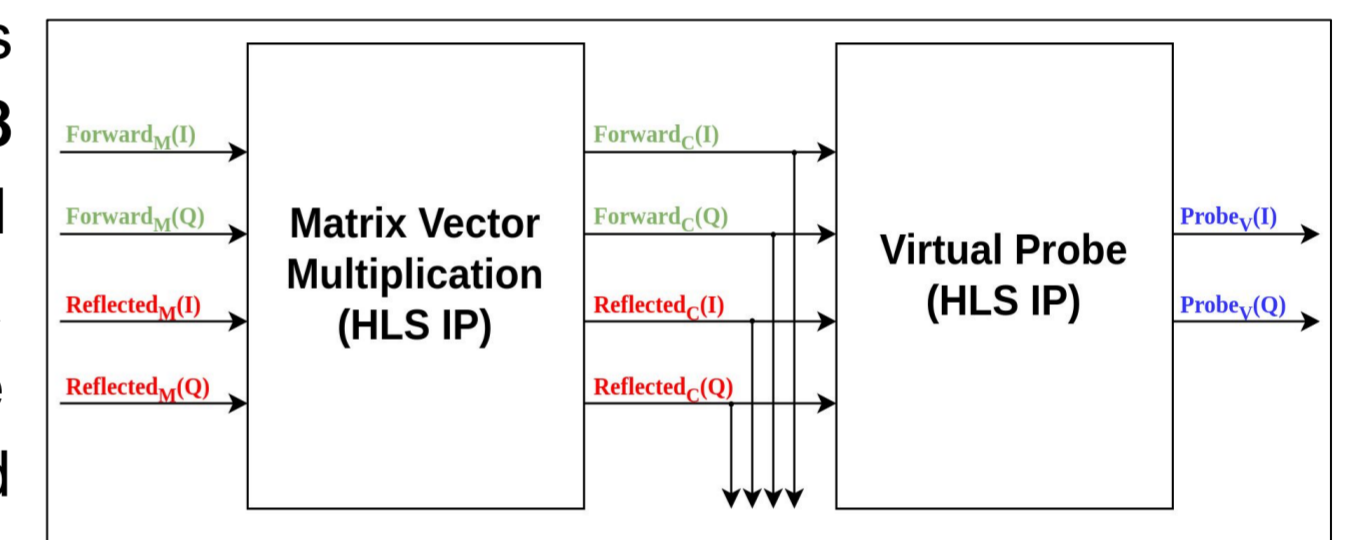 s
3
Forward_M(I)
Forward_M(Q)
Reflected_M(I)
Reflected_M(Q)
Matrix Vector
Multiplication
(HLS IP)
Forward_C(I)
Forward_C(Q)
Reflected_C(I)
Reflected_C(Q)
Virtual Probe
(HLS IP)
Probe_V(I)
Probe_V(Q)